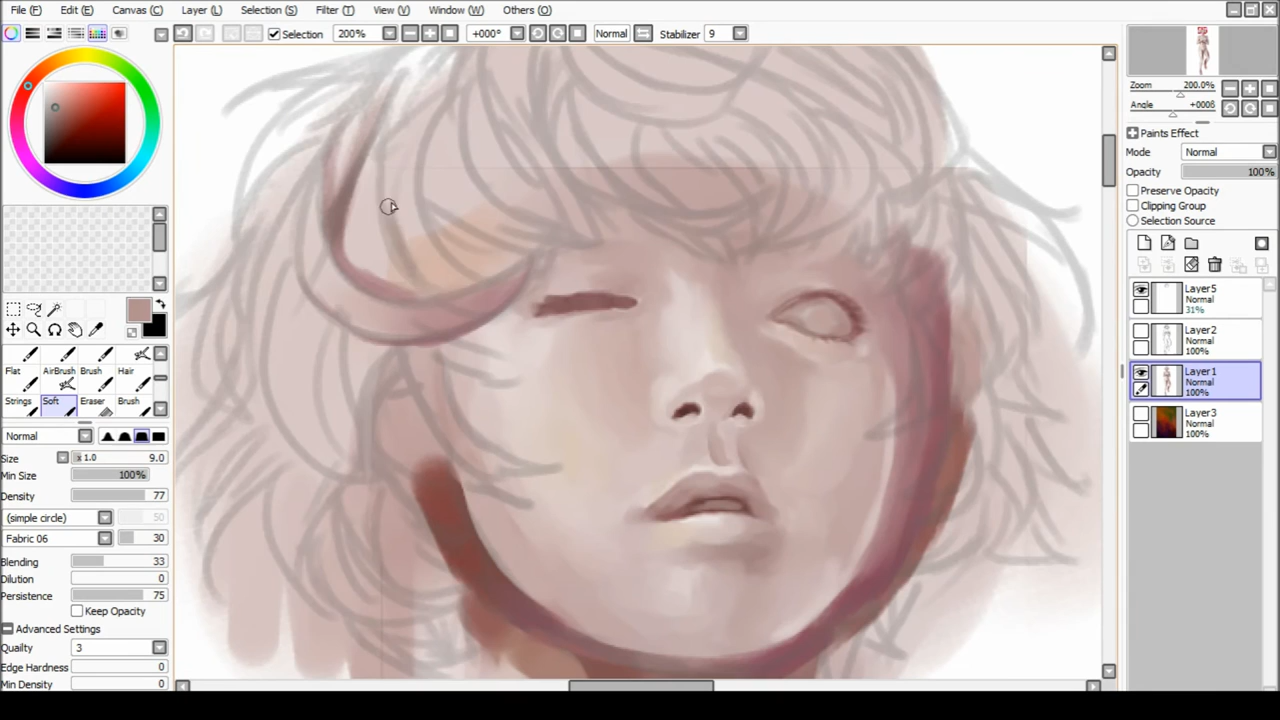 File (F) Edit (E) Canvas (C) Layer (L) Selection (S) Filter (T) View (V) Window (W) Others (O)
Selection 200% +000° Normal Stabilizer 9
Zoom 200.0%
Angle +0008
Paints Effect
Mode Normal
Opacity 100%
Preserve Opacity
Clipping Group
Selection Source
Layer5
Normal
31%
Layer2
Normal
100%
Layer1
Normal
100%
Layer3
Normal
100%
Flat AirBrush Brush Hair
Strings Soft Eraser Brush
Normal
Size x 1.0 9.0
Min Size 100%
Density 77
(simple circle) 50
Fabric 06 30
Blending 33
Dilution 0
Persistence 75
Keep Opacity
Advanced Settings
Quailty 3
Edge Hardness 0
Min Density 0